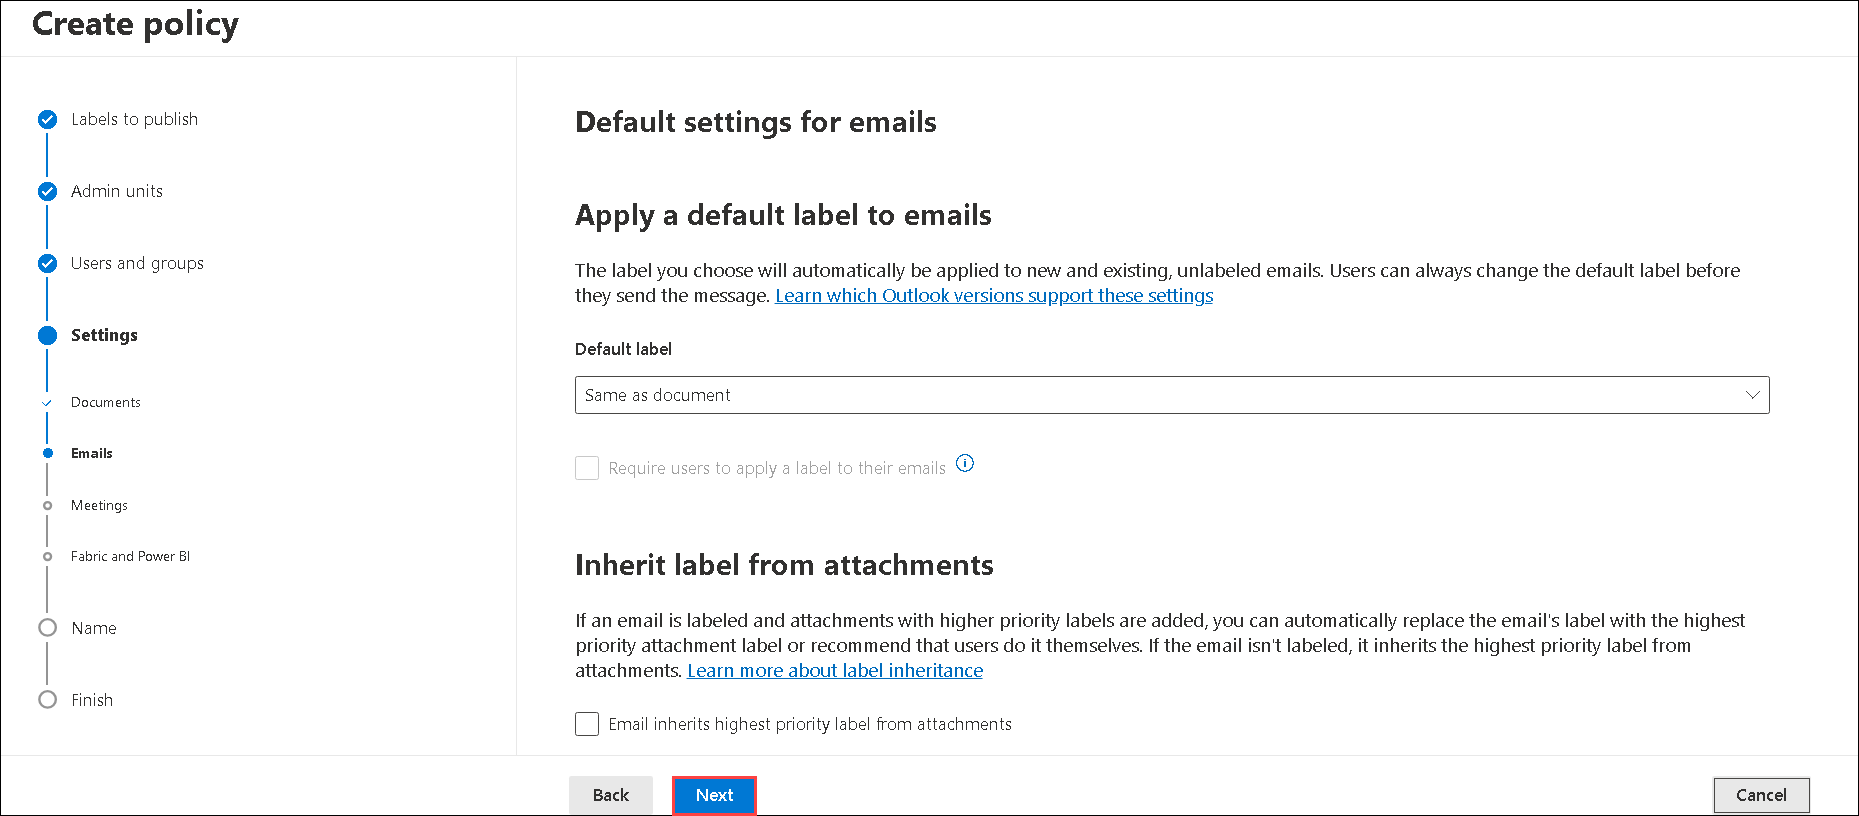 Create policy
Labels to publish
Admin units
Users and groups
Settings
Documents
Emails
Meetings
Fabric and Power BI
Name
Finish
Default settings for emails
Apply a default label to emails
The label you choose will automatically be applied to new and existing, unlabeled emails. Users can always change the default label before
they send the message. Learn which Outlook versions support these settings
Default label
Same as document
Require users to apply a label to their emails
Inherit label from attachments
If an email is labeled and attachments with higher priority labels are added, you can automatically replace the email's label with the highest
priority attachment label or recommend that users do it themselves. If the email isn't labeled, it inherits the highest priority label from
attachments. Learn more about label inheritance
Email inherits highest priority label from attachments
Back
Next
Cancel